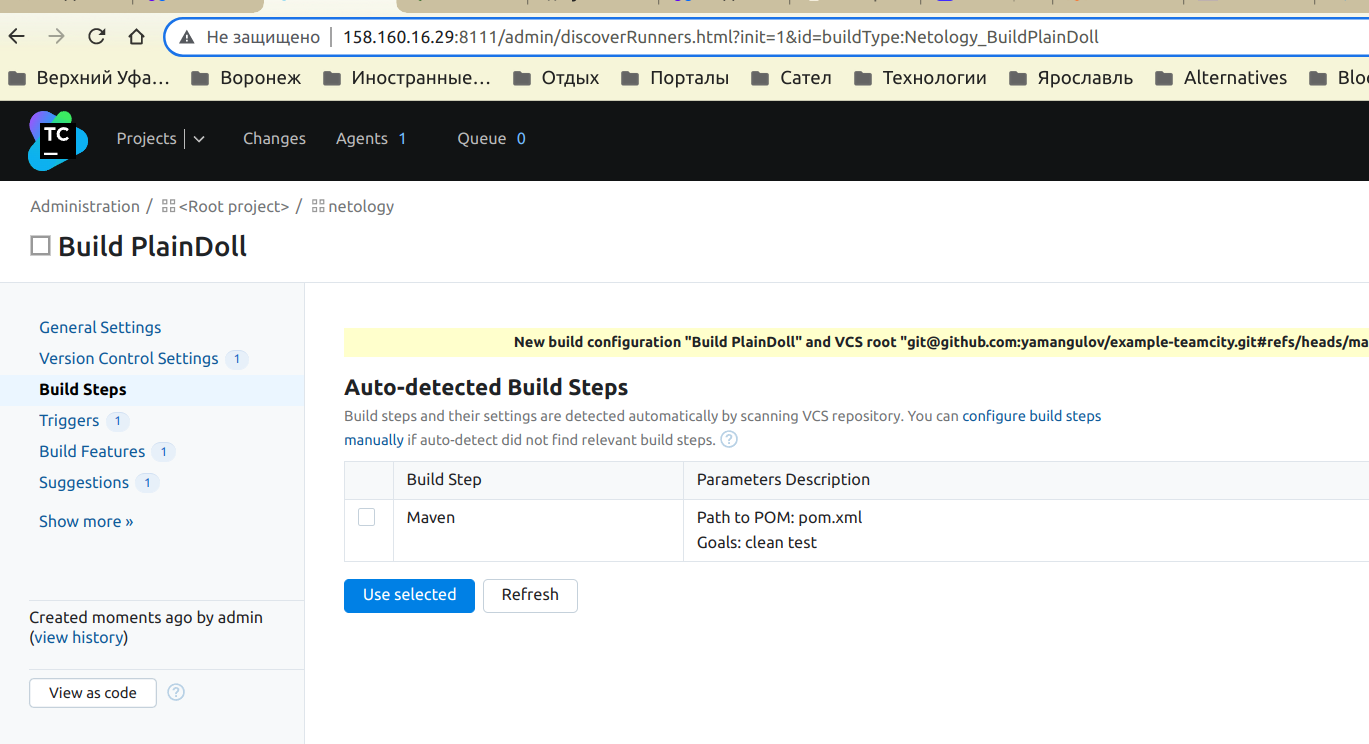 Не защищено 158.160.16.29:8111/admin/discoverRunners.html?init=1&id=buildType:Netology_BuildPlainDoll
Верхний Уфа... Воронеж Иностранные... Отдых Порталы Сател Технологии Ярославль Alternatives
TC Projects Changes Agents 1 Queue 0
Administration / <Root project> / netology
Build PlainDoll
General Settings
Version Control Settings 1
Build Steps
Triggers 1
Build Features 1
Suggestions 1
Show more »
Created moments ago by admin
(view history)
View as code ?
New build configuration "Build PlainDoll" and VCS root "git@github.com:yamangulov/example-teamcity.git#refs/heads/ma
Auto-detected Build Steps
Build steps and their settings are detected automatically by scanning VCS repository. You can configure build steps
manually if auto-detect did not find relevant build steps. ?
Build Step Parameters Description
Maven Path to POM: pom.xml
Goals: clean test
Use selected Refresh